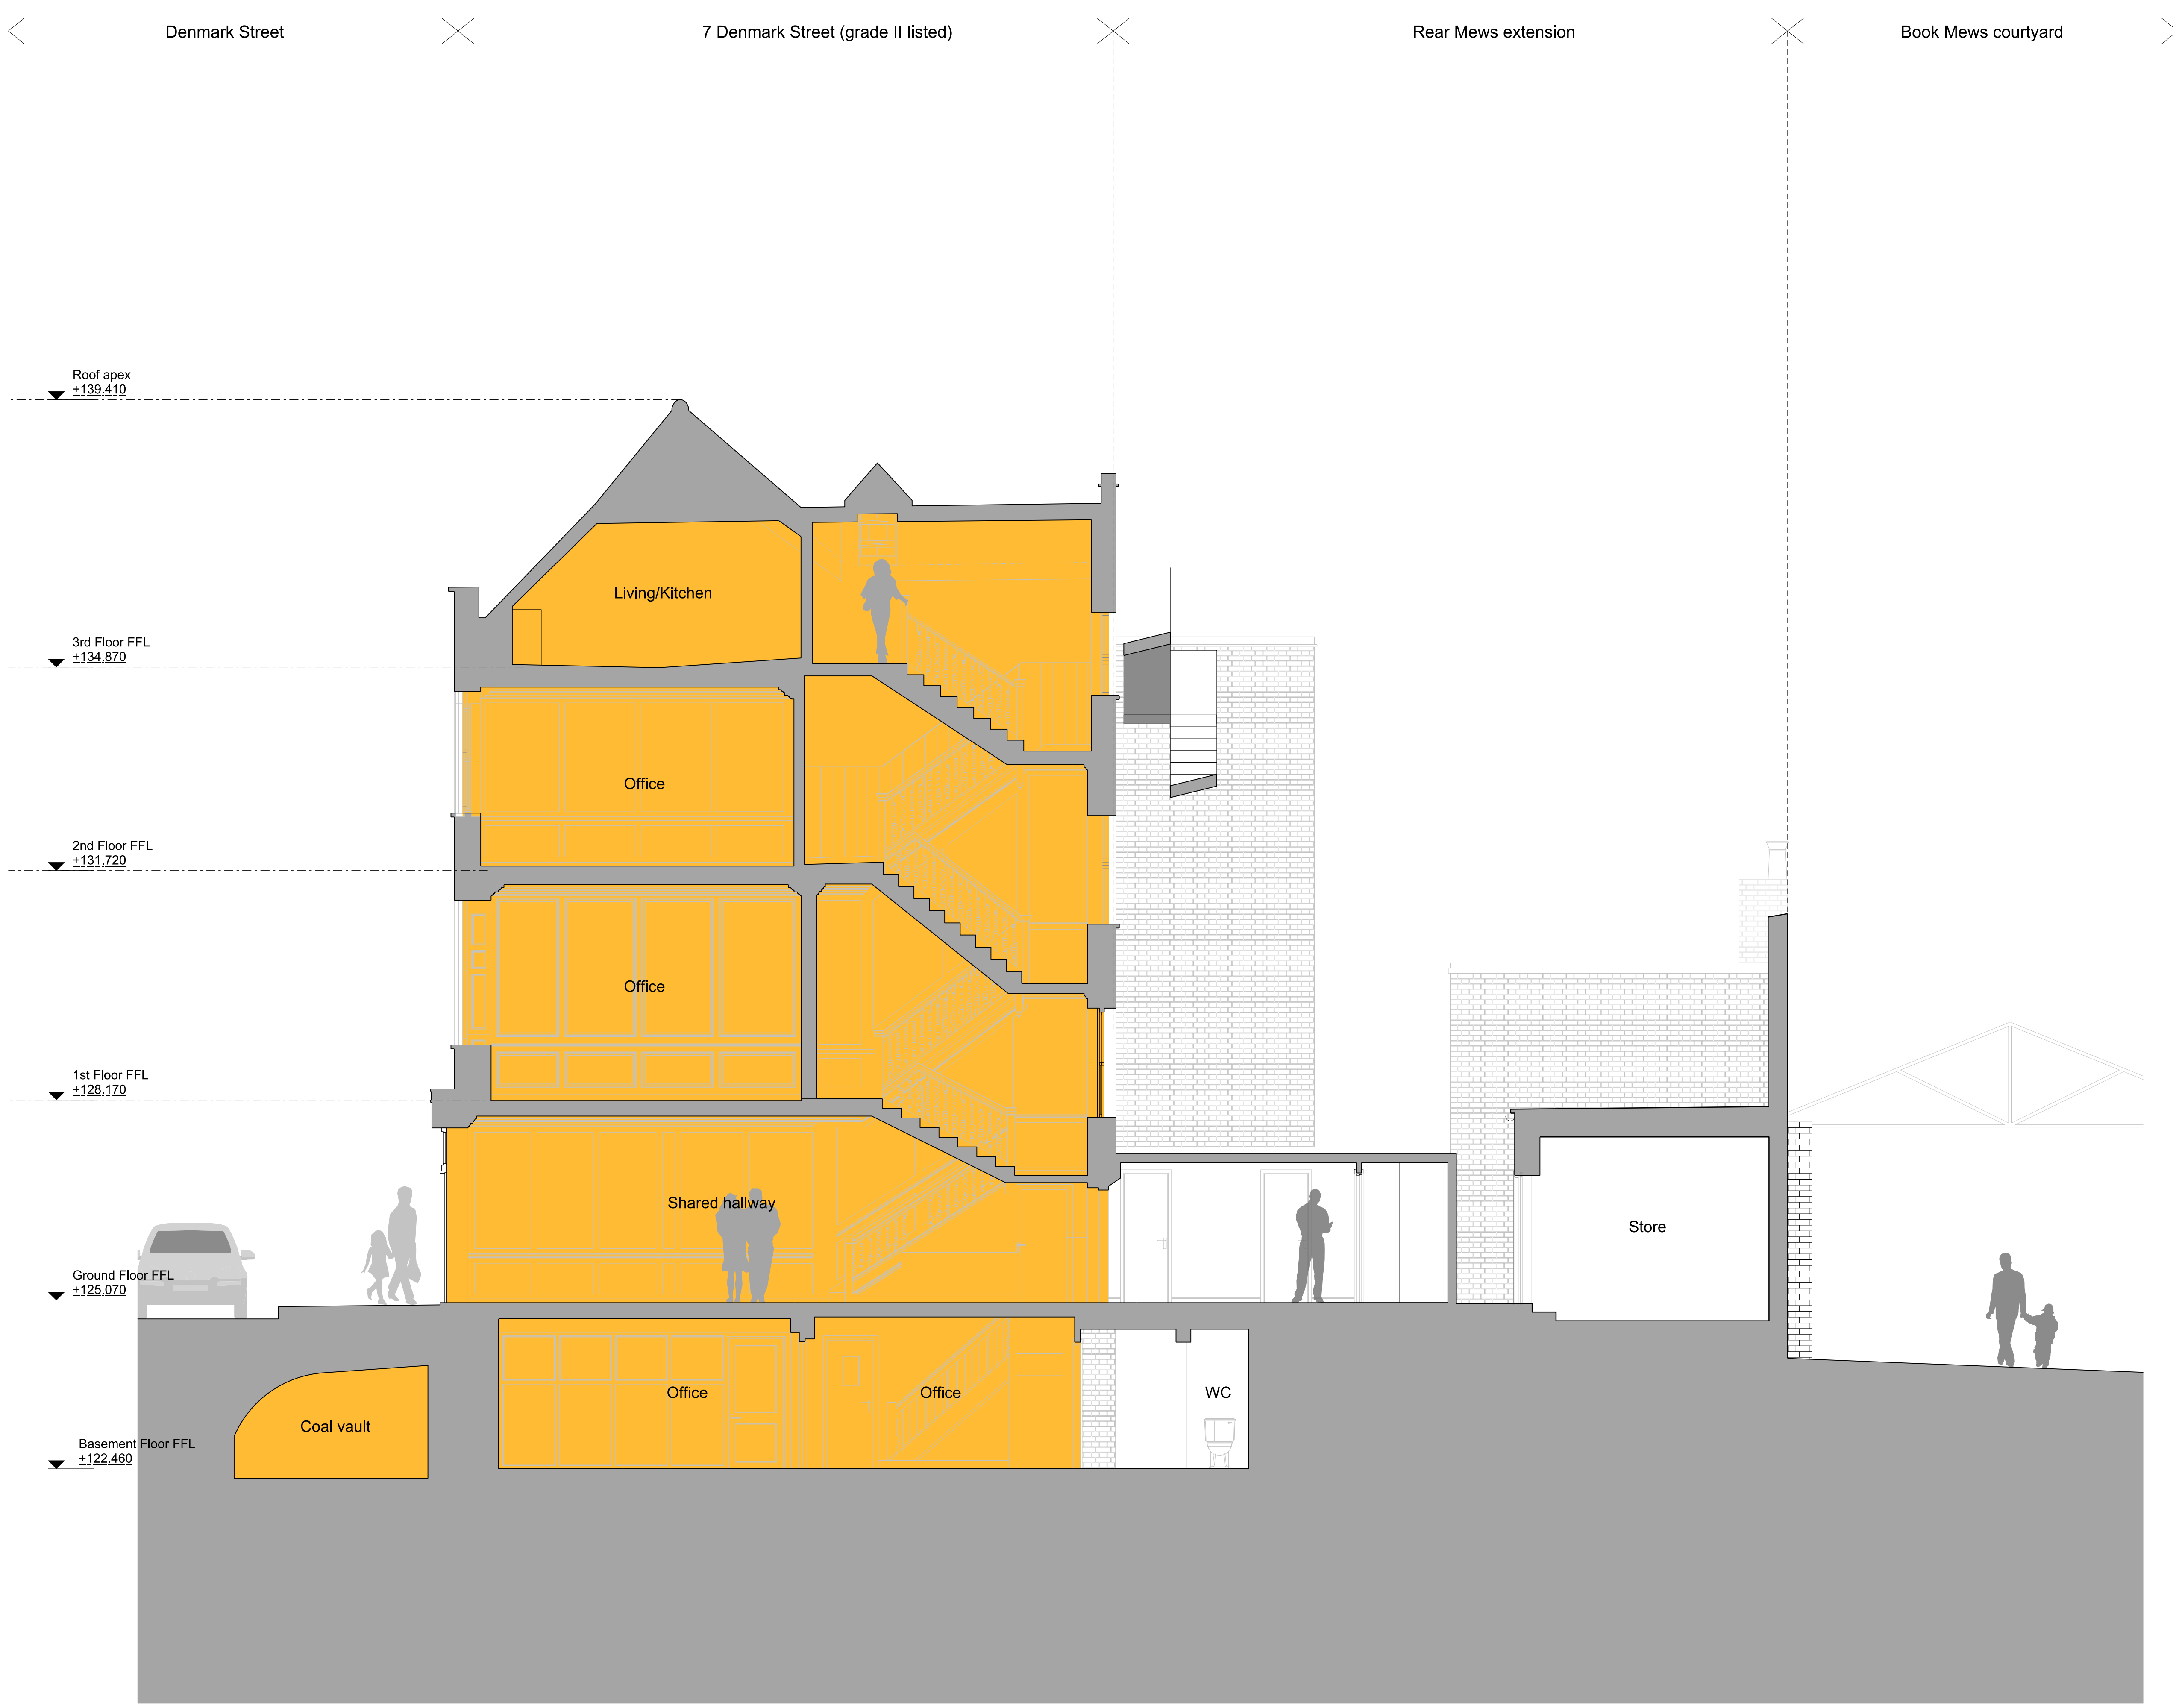 Denmark Street
7 Denmark Street (grade II listed)
Rear Mews extension
Book Mews courtyard
Roof apex
+139.410
Living/Kitchen
3rd Floor FFL
+134.870
Office
2nd Floor FFL
+131.720
Office
1st Floor FFL
+128.170
Shared hallway
Store
Ground Floor FFL
+125.070
Office
Office
WC
Coal vault
Basement Floor FFL
+122.460